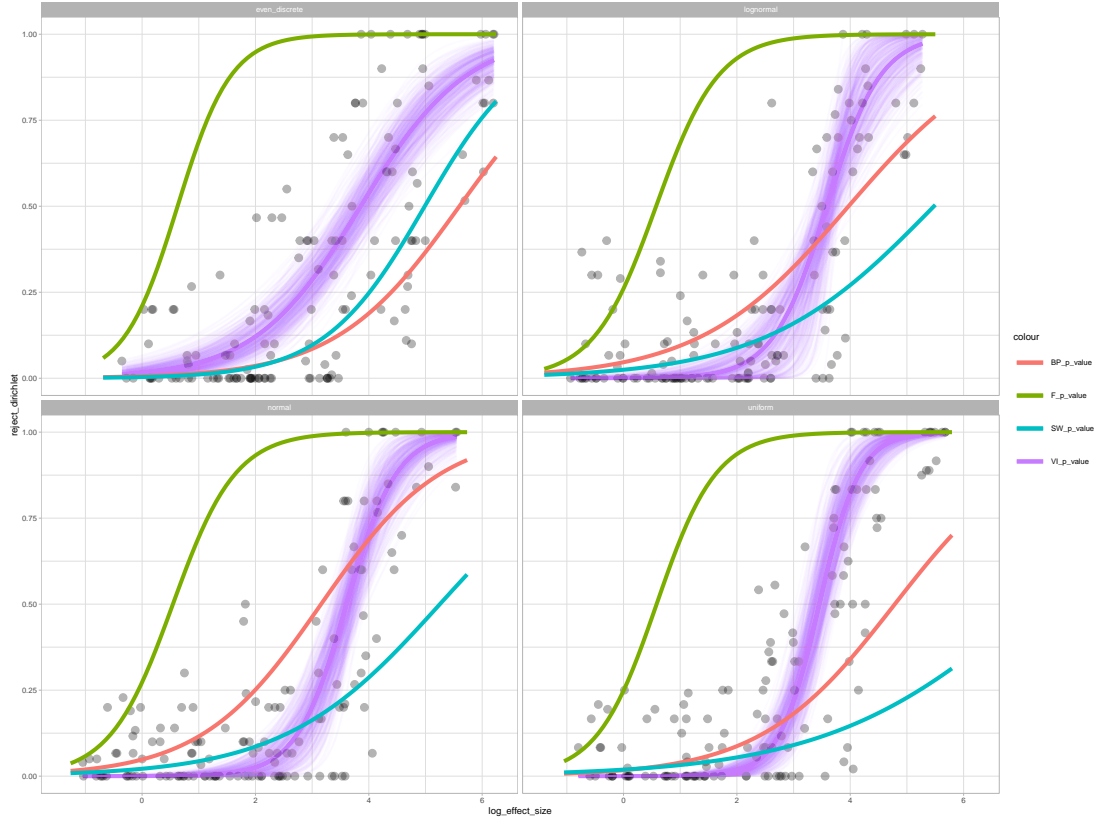 even_discrete
lognormal
1.00
0.75
0.50
0.25
0.00
reject_dirichlet
normal
uniform
1.00
0.75
0.50
0.25
0.00
0 2 4 6
0 2 4 6
log_effect_size
colour
BP_p_value
F_p_value
SW_p_value
VI_p_value